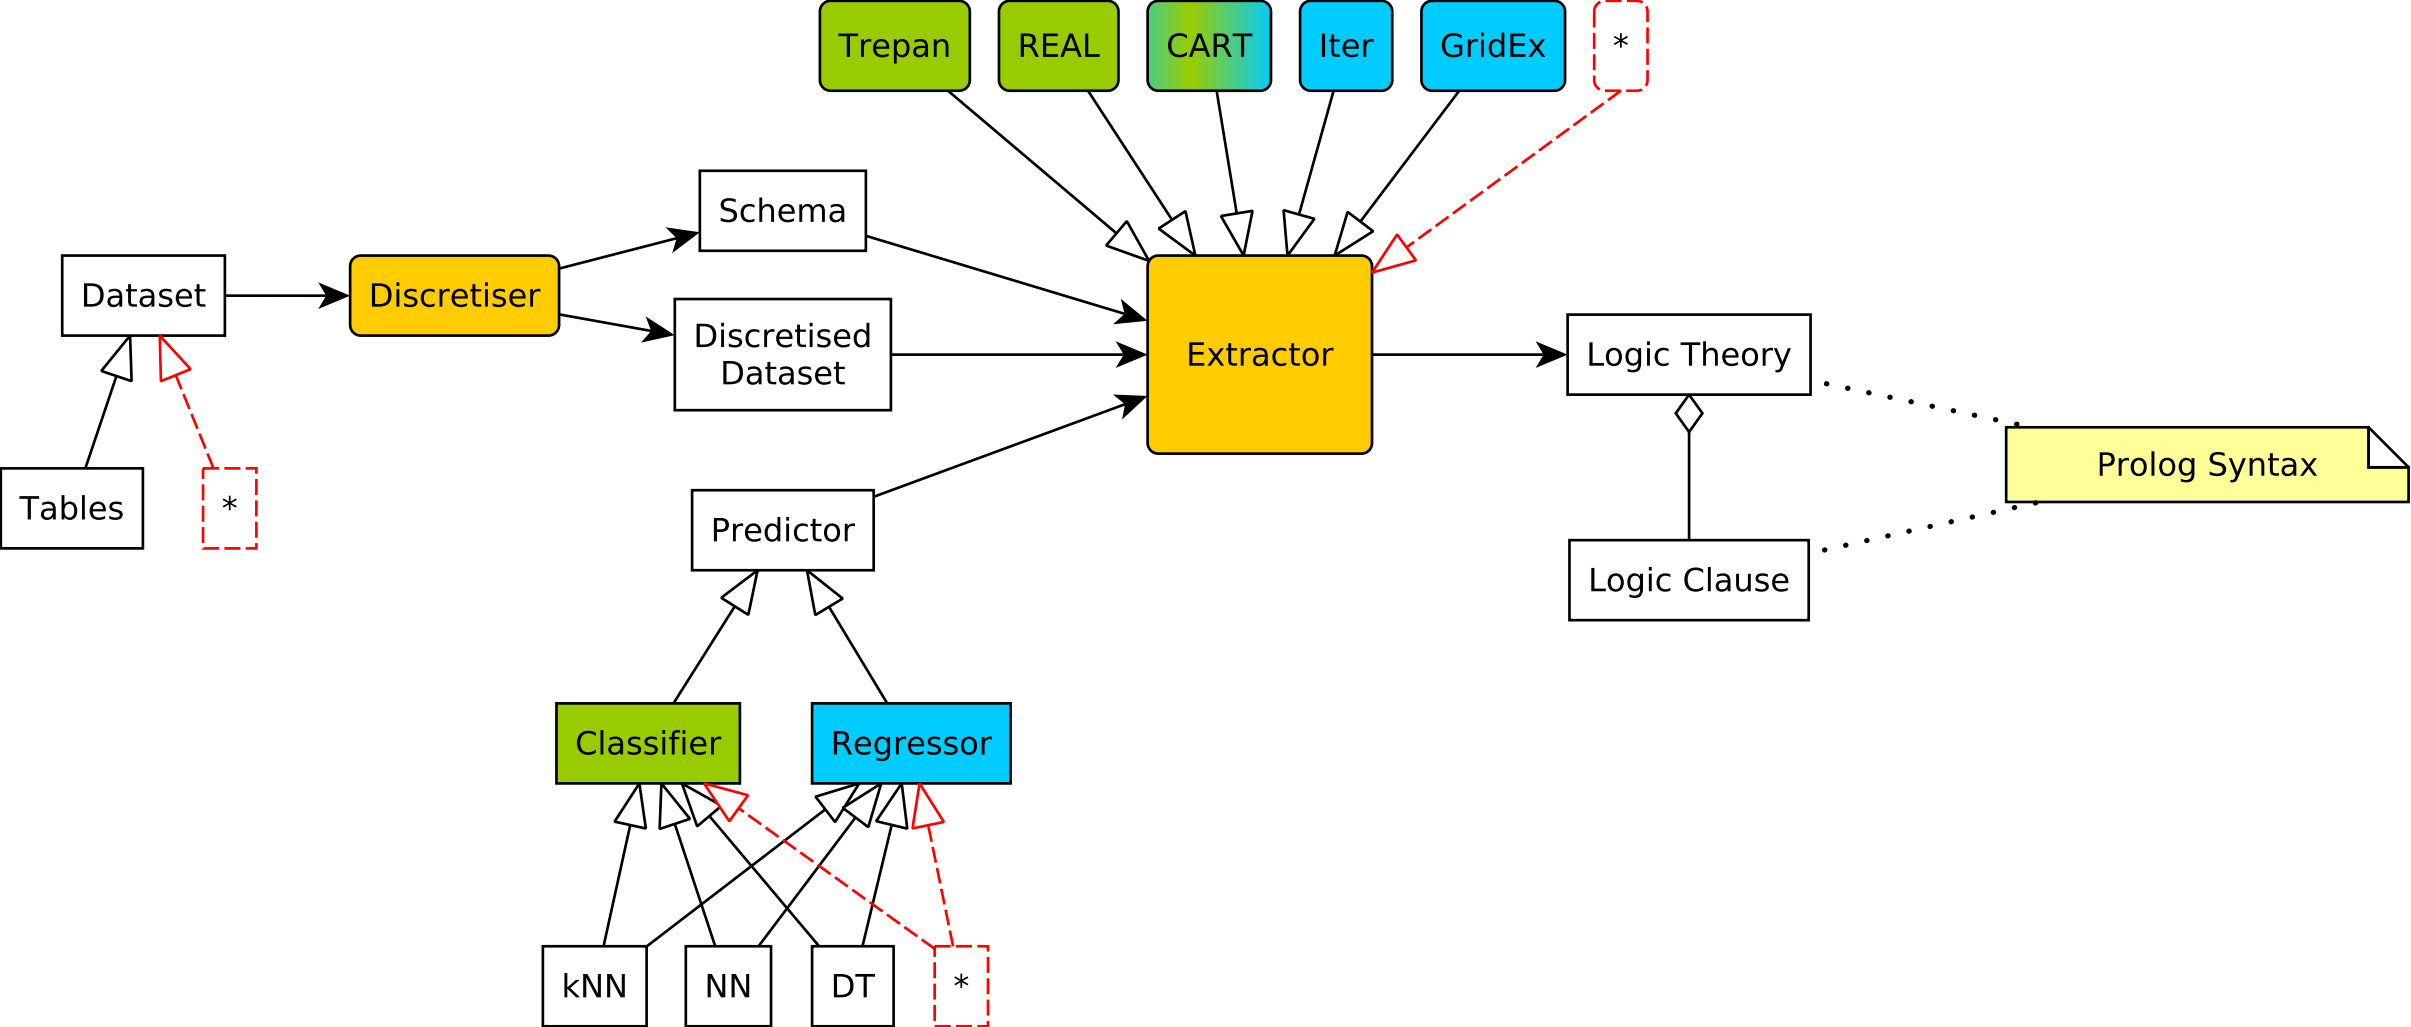 Trepan
REAL
CART
Iter
GridEx
*
Schema
Dataset
Discretiser
Discretised
Dataset
Extractor
Logic Theory
Prolog Syntax
Tables
*
Predictor
Logic Clause
Classifier
Regressor
kNN
NN
DT
*